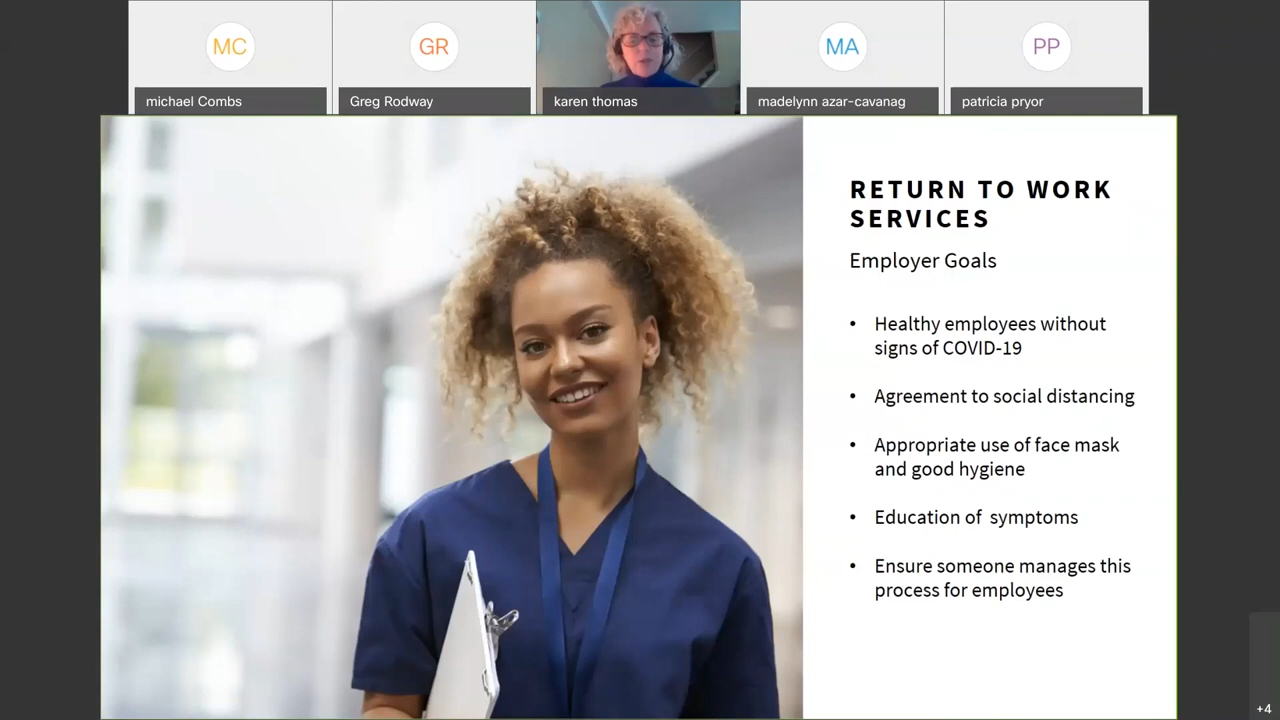 MC
GR
MA
PP
michael Combs
Greg Rodway
karen thomas
madelynn azar-cavanag
patricia pryor
RETURN TO WORK
SERVICES
Employer Goals
• Healthy employees without
signs of COVID-19
• Agreement to social distancing
• Appropriate use of face mask
and good hygiene
• Education of  symptoms
• Ensure someone manages this
process for employees
+4